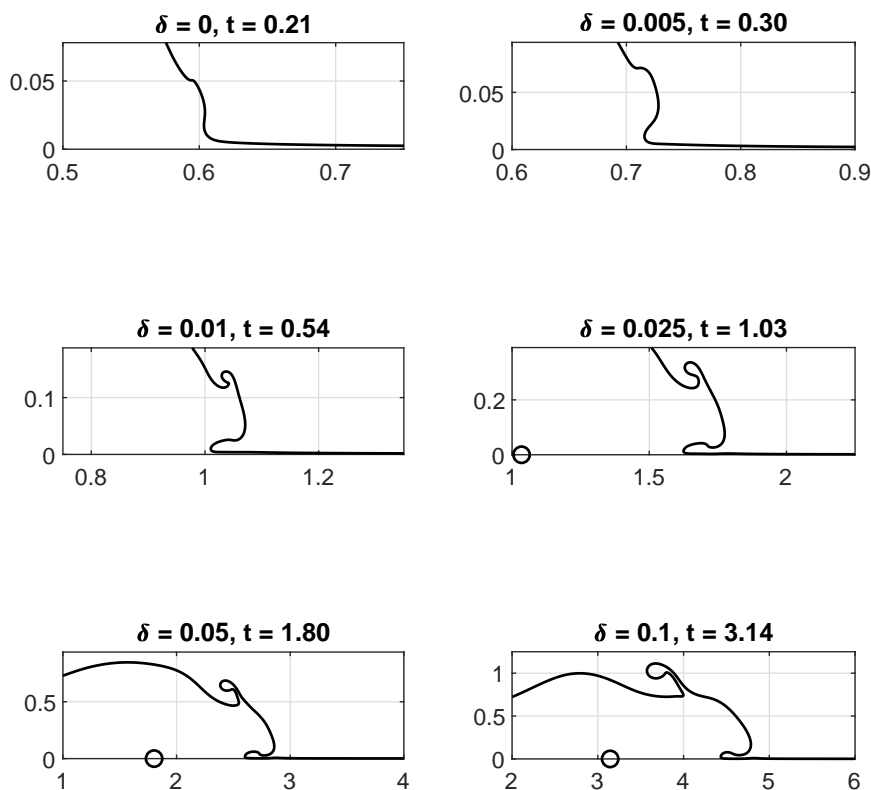 δ = 0, t = 0.21
0.05
0
0.5 0.6 0.7
δ = 0.005, t = 0.30
0.05
0
0.6 0.7 0.8 0.9
δ = 0.01, t = 0.54
0.1
0
0.8 1 1.2
δ = 0.025, t = 1.03
0.2
0
1 1.5 2
δ = 0.05, t = 1.80
0.5
0
1 2 3 4
δ = 0.1, t = 3.14
1
0.5
0
2 3 4 5 6